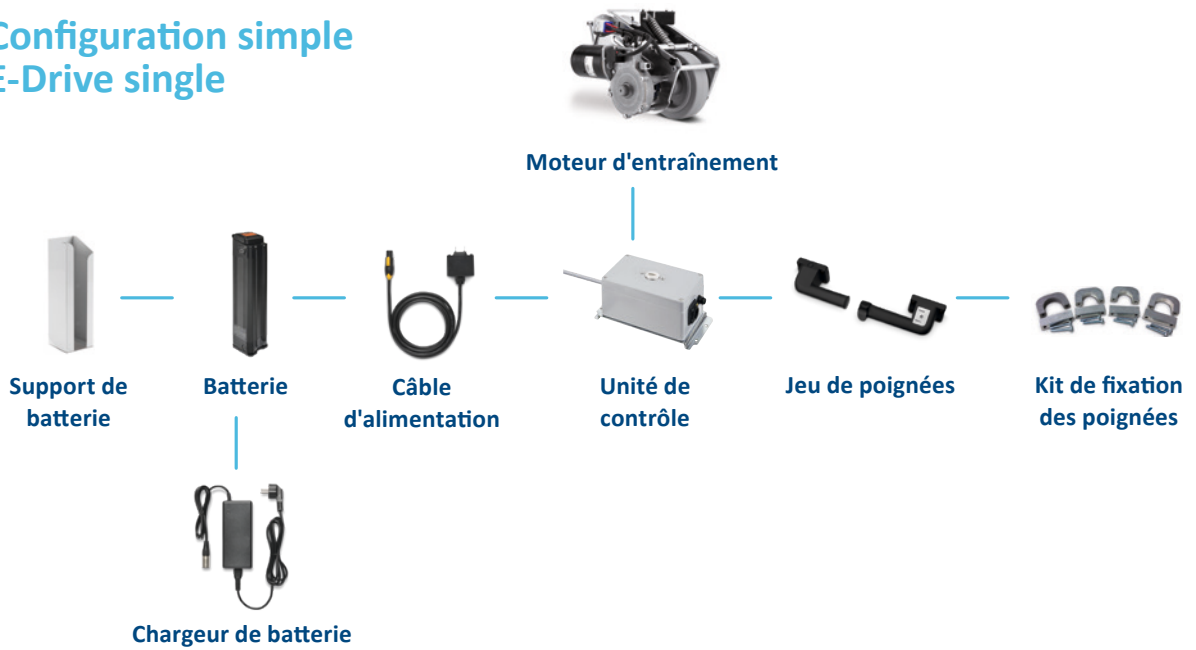 Configuration simple
E-Drive single
Moteur d'entraînement
Support de
batterie
Batterie
Câble
d'alimentation
Unité de
contrôle
Jeu de poignées
Kit de fixation
des poignées
Chargeur de batterie